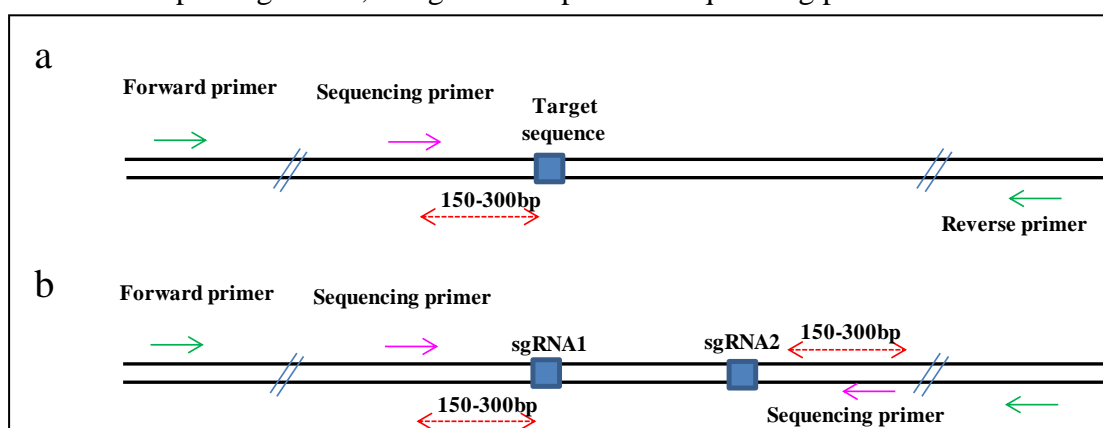 a
Forward primer
Sequencing primer
Target
sequence
150-300bp
Reverse primer
b
Forward primer
Sequencing primer
sgRNA1
sgRNA2
150-300bp
150-300bp
Sequencing primer